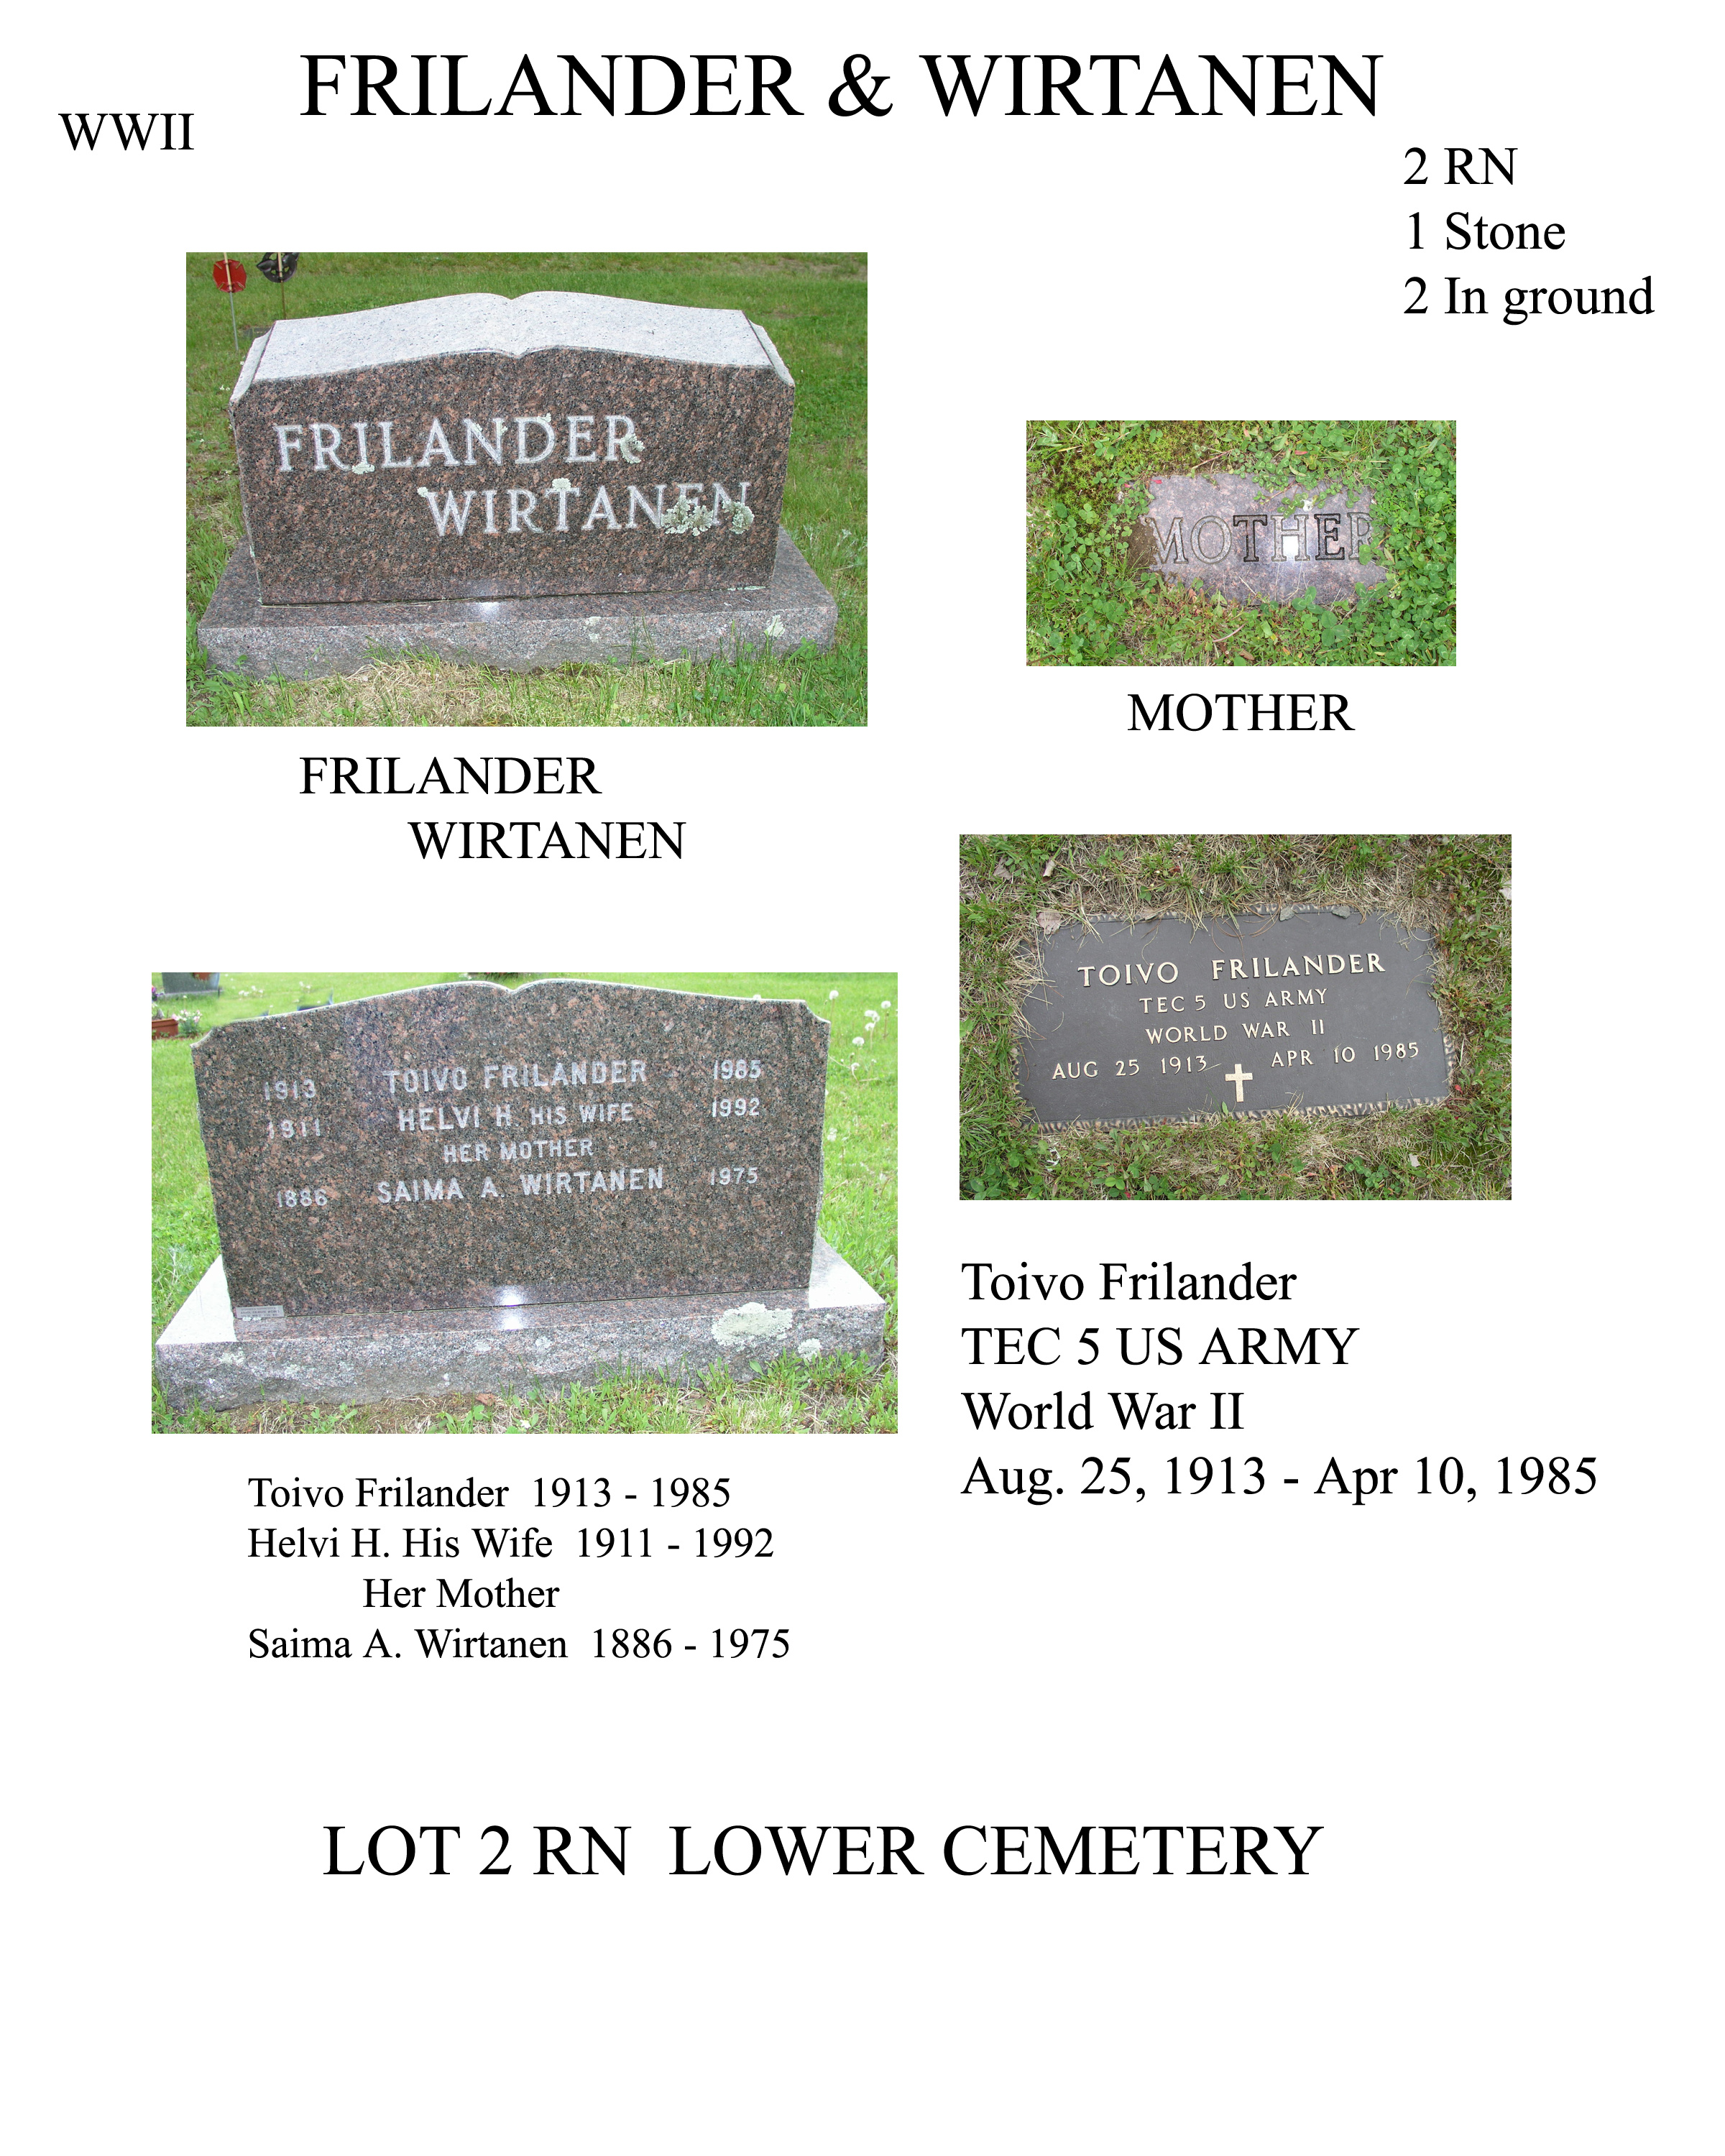 FRILANDER & WIRTANEN
WWII
2 RN
1 Stone
2 In ground
FRILANDER
WIRTANEN
MOTHER
FRILANDER
WIRTANEN
MOTHER
TOIVO FRILANDER
TEC 5 US ARMY
WORLD WAR II
AUG 25 1913 APR 10 1985
1913 TOIVO FRILANDER 1985
1911 HELVI H. HIS WIFE 1992
HER MOTHER
1886 SAIMA A. WIRTANEN 1975
Toivo Frilander
TEC 5 US ARMY
World War II
Aug. 25, 1913 - Apr 10, 1985
Toivo Frilander 1913 - 1985
Helvi H. His Wife 1911 - 1992
Her Mother
Saima A. Wirtanen 1886 - 1975
LOT 2 RN LOWER CEMETERY